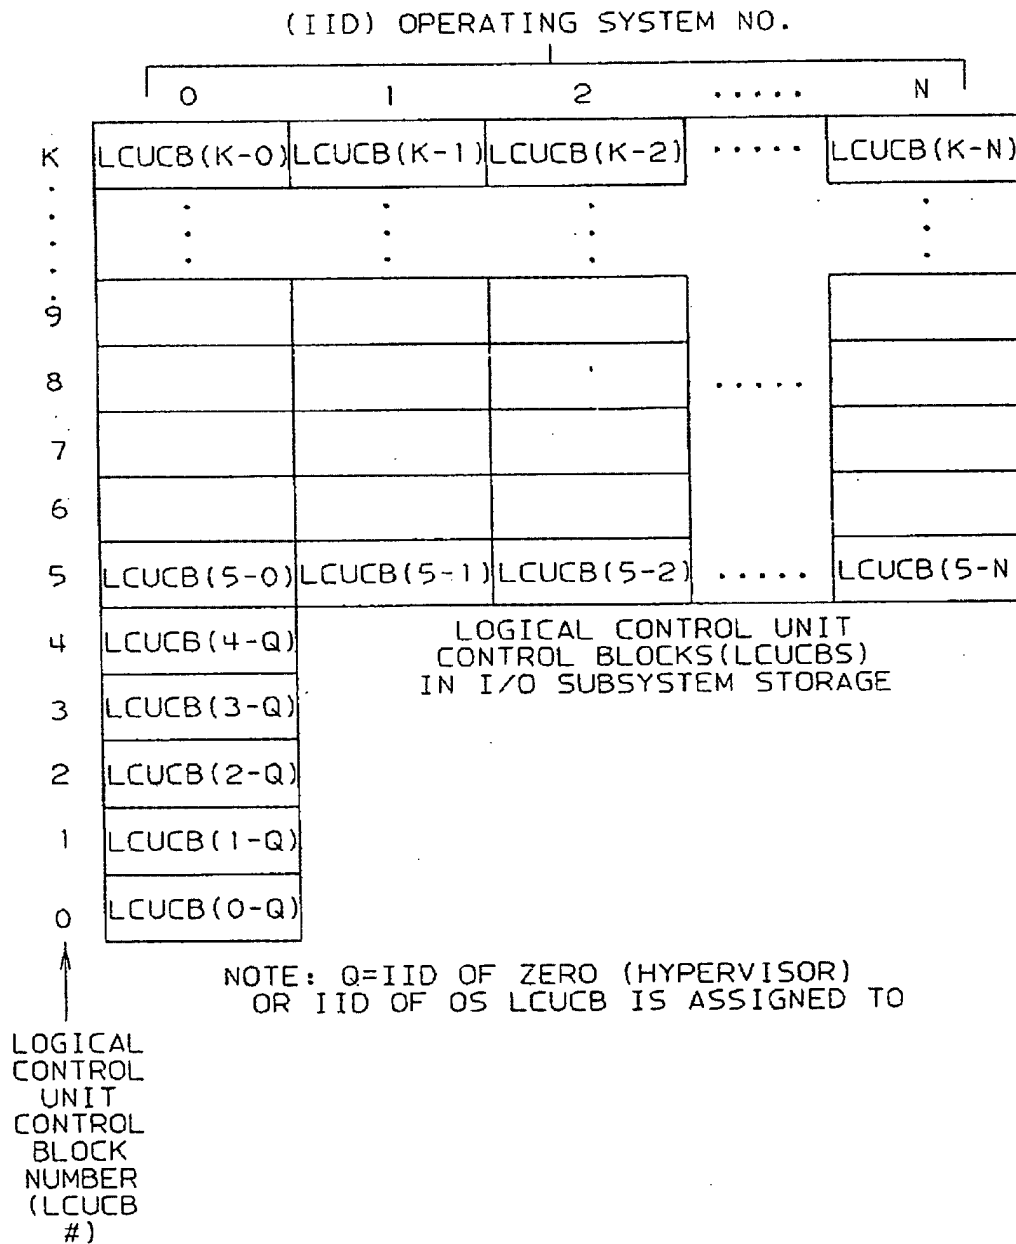 (IID) OPERATING SYSTEM NO.
0 1 2 ..... N
K LCUCB(K-0) LCUCB(K-1) LCUCB(K-2) ..... LCUCB(K-N)
9
8 .....
7
6
5 LCUCB(5-0) LCUCB(5-1) LCUCB(5-2) ..... LCUCB(5-N
4 LCUCB(4-Q)
3 LCUCB(3-Q)
2 LCUCB(2-Q)
1 LCUCB(1-Q)
0 LCUCB(0-Q)
LOGICAL CONTROL UNIT
CONTROL BLOCKS(LCUCBS)
IN I/O SUBSYSTEM STORAGE
NOTE: Q=IID OF ZERO (HYPERVISOR)
OR IID OF OS LCUCB IS ASSIGNED TO
LOGICAL
CONTROL
UNIT
CONTROL
BLOCK
NUMBER
(LCUCB
#)